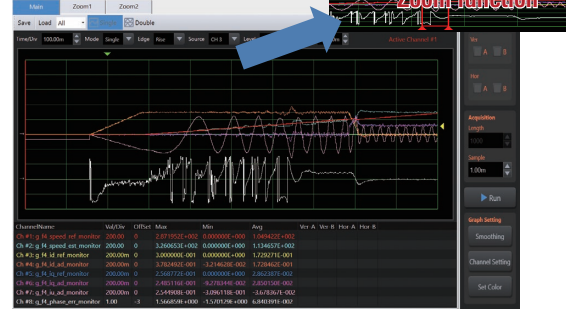 Zoom function
Main Zoom1 Zoom2
Save Load All Single Double
Time/Div 100.00m Mode Single Edge Rise Source CH 3
Active Channel #1
Ver
A B
Hor
A B
Acquisition
Length
1000
Sample
1.00m
Run
Graph Setting
Smoothing
Channel Setting
Set Color
ChannelName Val/Div OffSet Max Min Avg Ver A Ver B Hor A Hor B
Ch #1: g_f4_speed_ref_monitor 200.00 0 2.071952E+002 0.000000E+000 1.049422E+002
Ch #2: g_f4_speed_est_monitor 200.00 0 3.260653E+002 0.000000E+000 1.134657E+002
Ch #3: g_f4_id_ref_monitor 200.00m 0 3.000000E-001 0.000000E+000 1.729271E-001
Ch #4: g_f4_id_ad_monitor 200.00m 0 3.782492E-001 -3.214620E-002 1.728462E-001
Ch #5: g_f4_iq_ref_monitor 200.00m 0 2.568772E-001 0.000000E+000 2.862387E-002
Ch #6: g_f4_iq_ad_monitor 200.00m 0 2.485116E-001 -9.278344E-002 2.850150E-002
Ch #7: g_f4_iu_ad_monitor 200.00m 0 2.544908E-001 -3.096118E-001 -3.678367E-002
Ch #8: g_f4_phase_err_monitor 1.00 -3 1.566859E+000 -1.570129E+000 6.840391E-002